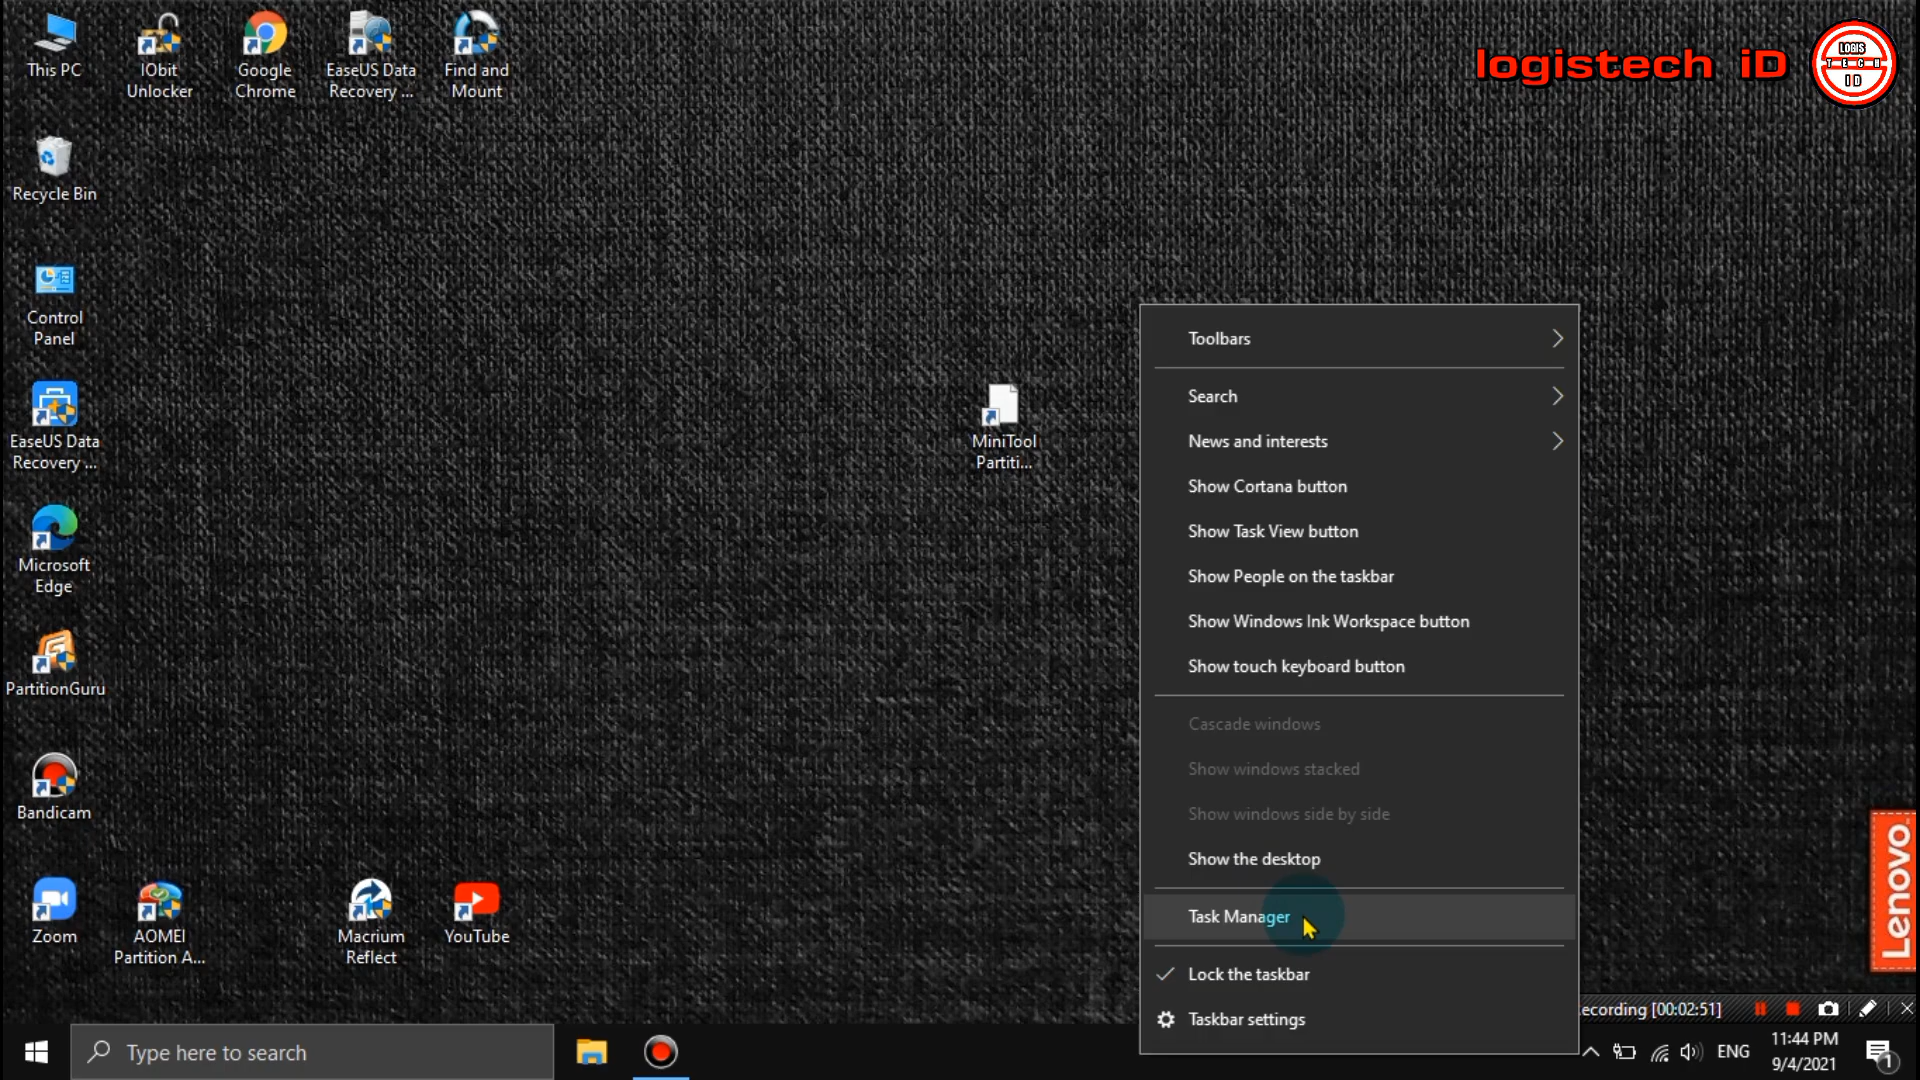 This PC
IObit
Unlocker
Google
Chrome
EaseUS Data
Recovery ...
Find and
Mount
logistech iD
LOGIS
TECH
ID
Recycle Bin
Control
Panel
EaseUS Data
Recovery ...
MiniTool
Partiti...
Microsoft
Edge
PartitionGuru
Bandicam
Zoom
AOMEI
Partition A...
Macrium
Reflect
YouTube
Toolbars
Search
News and interests
Show Cortana button
Show Task View button
Show People on the taskbar
Show Windows Ink Workspace button
Show touch keyboard button
Cascade windows
Show windows stacked
Show windows side by side
Show the desktop
Task Manager
Lock the taskbar
Taskbar settings
Lenovo
ecording [00:02:51]
Type here to search
ENG
11:44 PM
9/4/2021
1